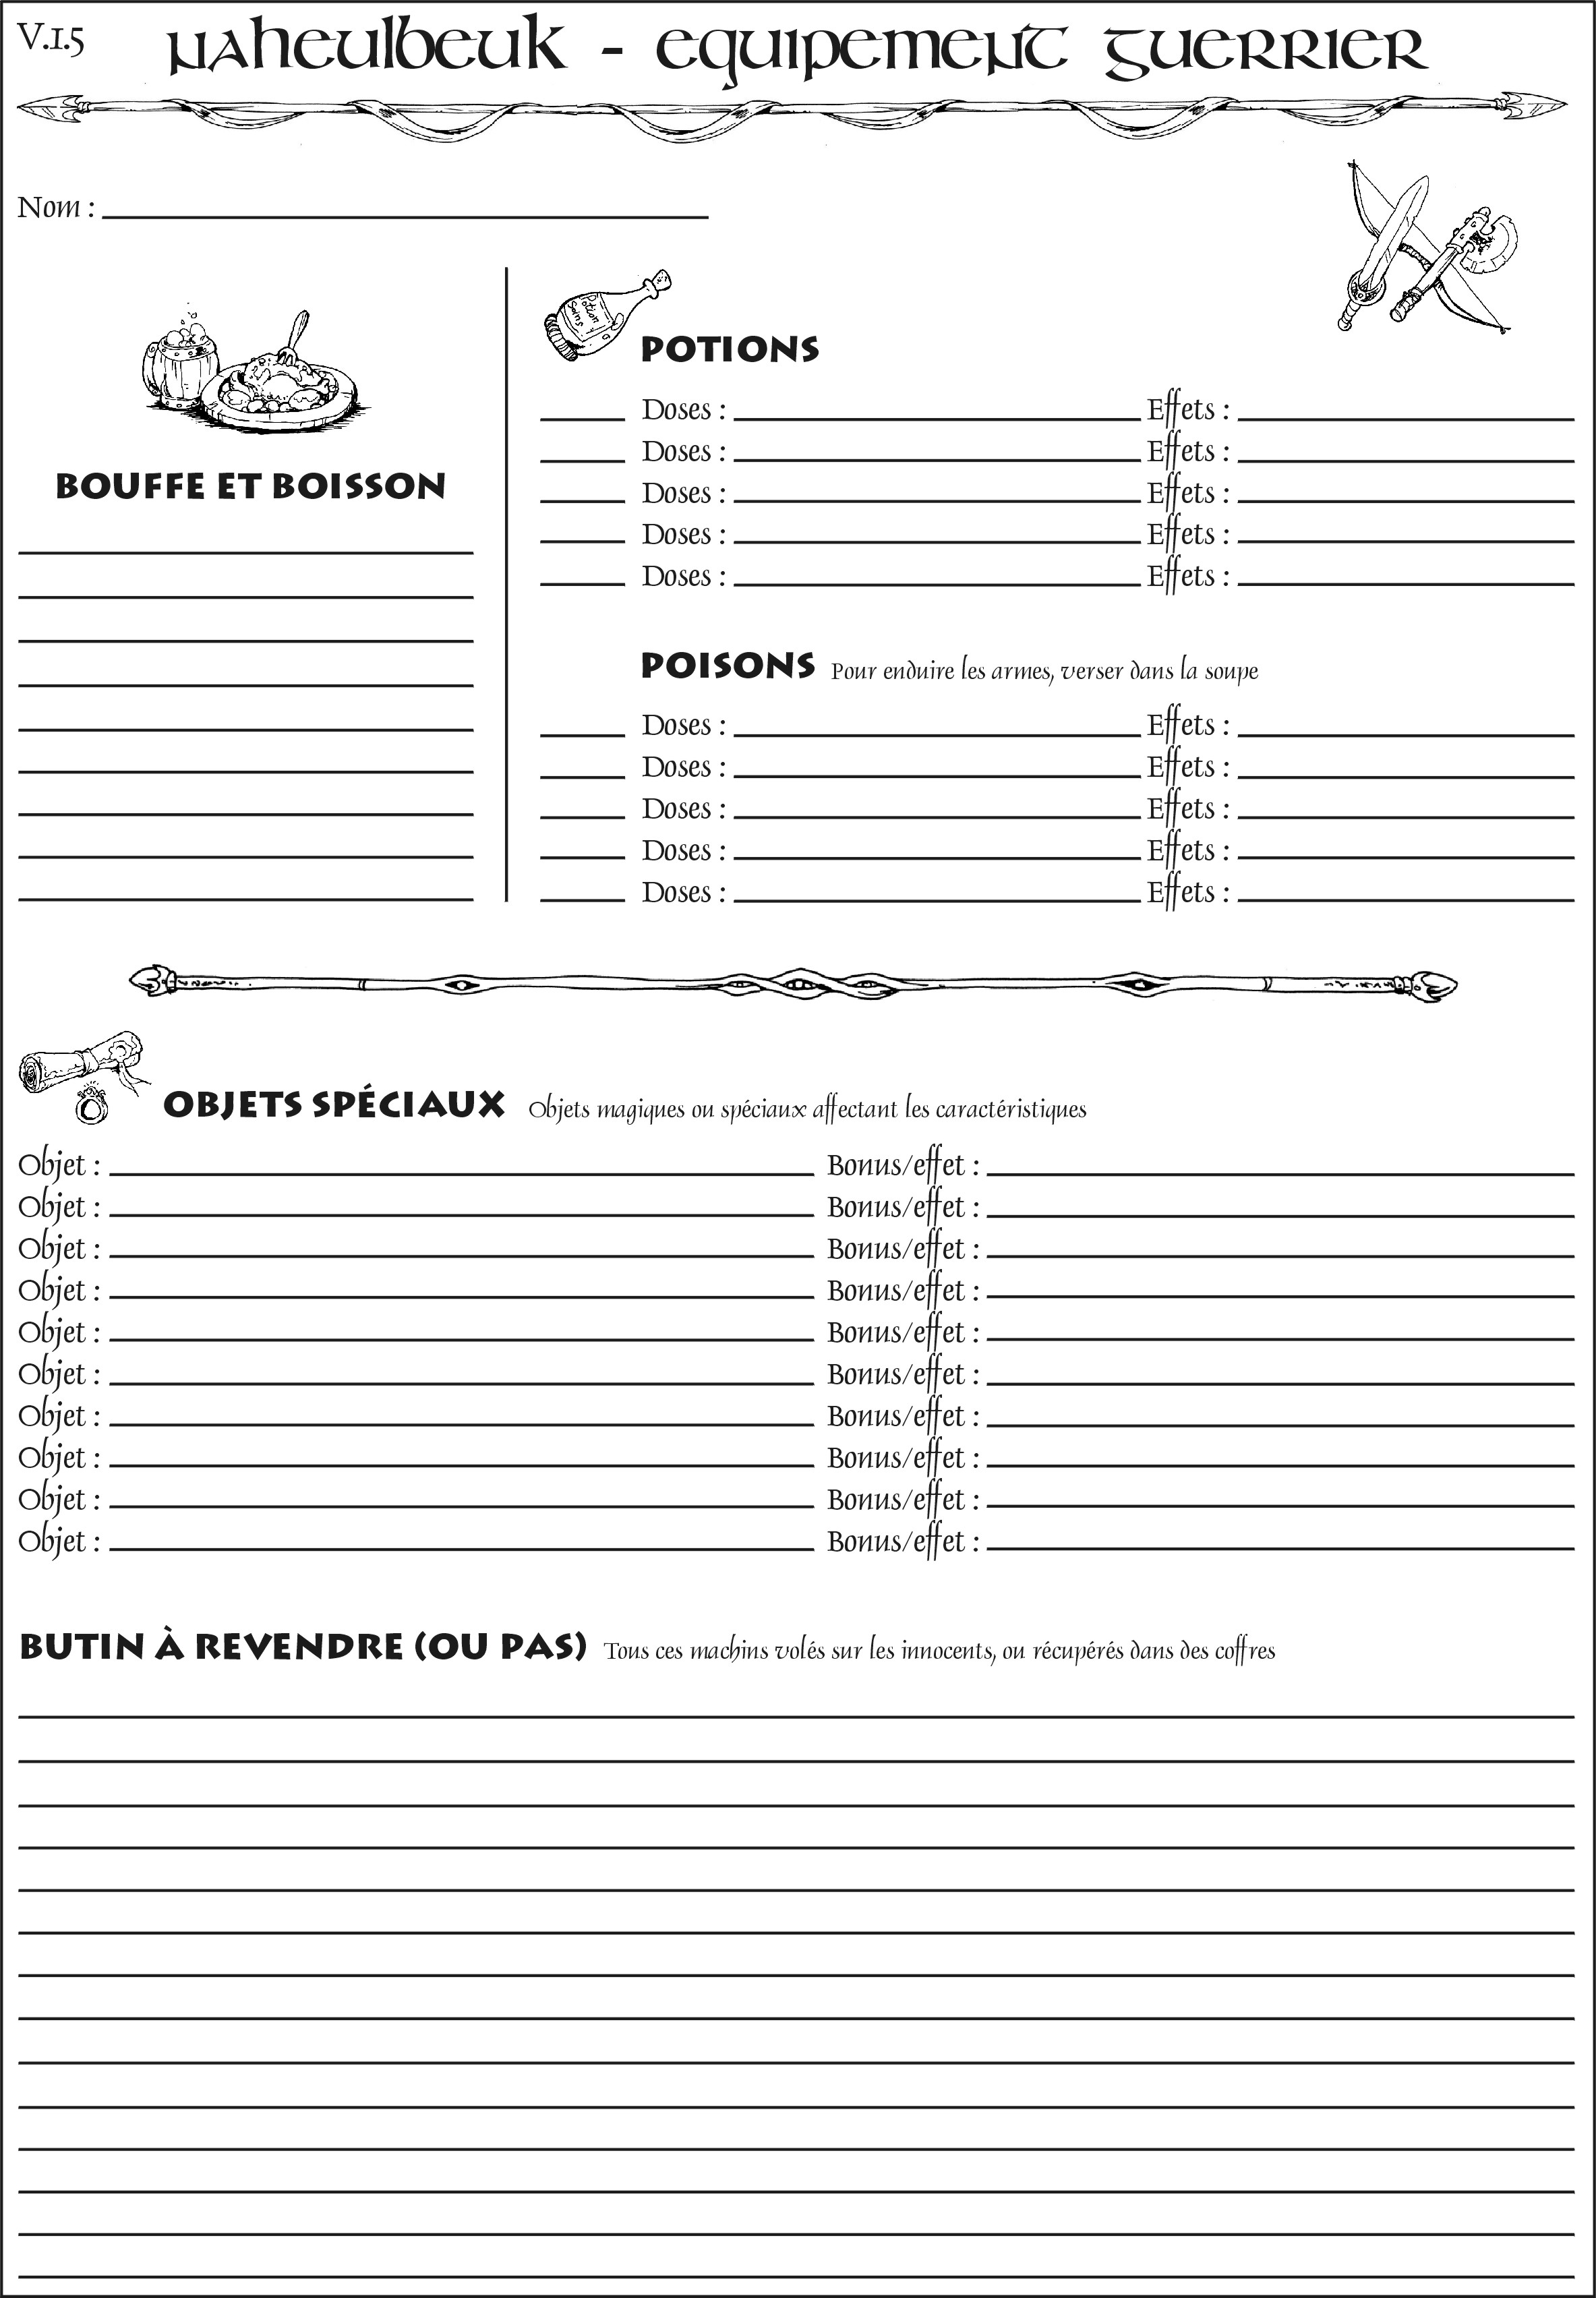 V.1.5
Naheulbeuk - Equipement Guerrier
Nom :
Potion
Soins
BOUFFE ET BOISSON
POTIONS
Doses : Effets :
Doses : Effets :
Doses : Effets :
Doses : Effets :
Doses : Effets :
POISONS Pour enduire les armes, verser dans la soupe
Doses : Effets :
Doses : Effets :
Doses : Effets :
Doses : Effets :
Doses : Effets :
OBJETS SPÉCIAUX Objets magiques ou spéciaux affectant les caractéristiques
Objet : Bonus/effet :
Objet : Bonus/effet :
Objet : Bonus/effet :
Objet : Bonus/effet :
Objet : Bonus/effet :
Objet : Bonus/effet :
Objet : Bonus/effet :
Objet : Bonus/effet :
Objet : Bonus/effet :
Objet : Bonus/effet :
BUTIN À REVENDRE (OU PAS) Tous ces machins volés sur les innocents, ou récupérés dans des coffres